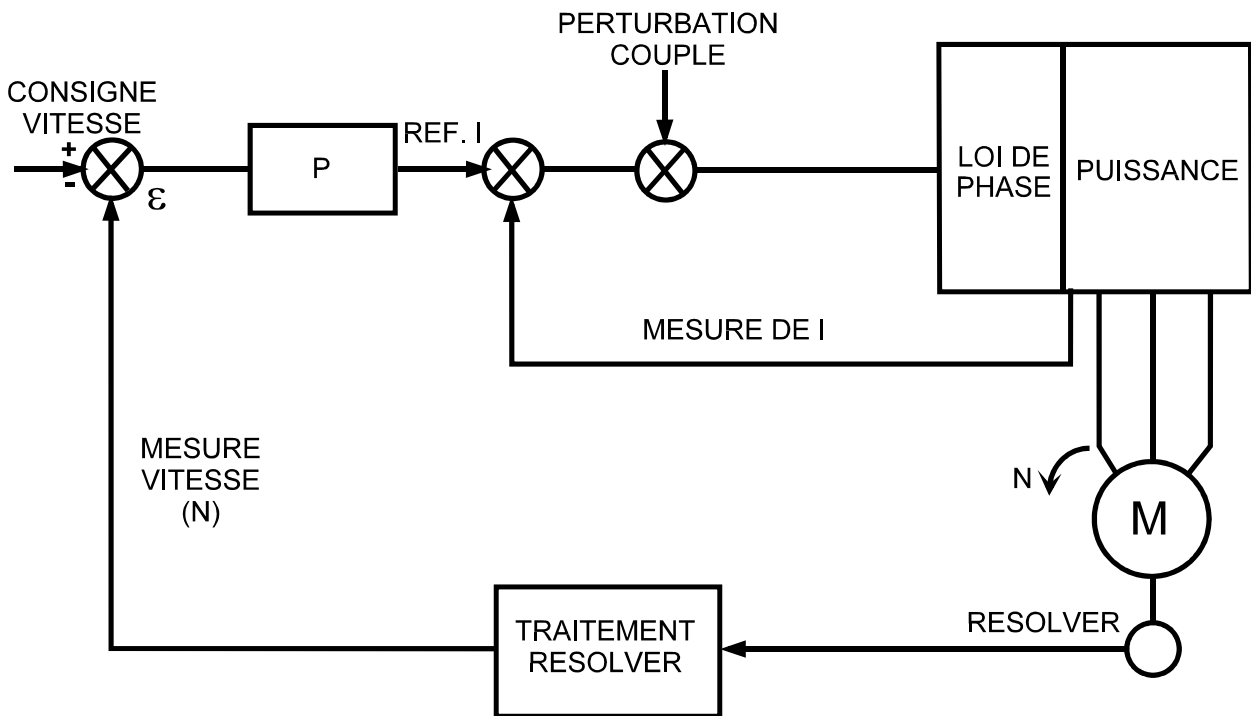 PERTURBATION
COUPLE
CONSIGNE
VITESSE
+
-
ε
P
REF. I
LOI DE
PHASE
PUISSANCE
MESURE DE I
MESURE
VITESSE
(N)
N
M
RESOLVER
TRAITEMENT
RESOLVER